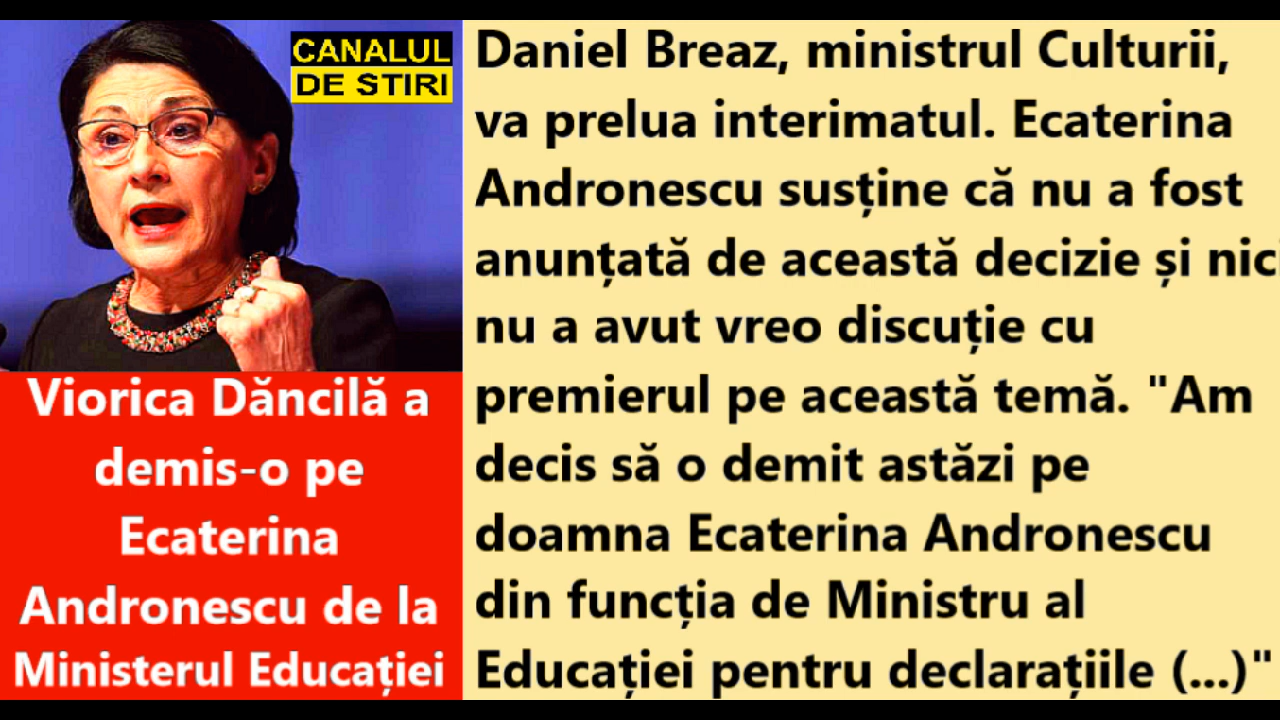 CANALUL
DE STIRI
Viorica Dăncilă a
demis-o pe
Ecaterina
Andronescu de la
Ministerul Educației
Daniel Breaz, ministrul Culturii,
va prelua interimatul. Ecaterina
Andronescu susține că nu a fost
anunțată de această decizie și nici
nu a avut vreo discuție cu
premierul pe această temă. "Am
decis să o demit astăzi pe
doamna Ecaterina Andronescu
din funcția de Ministru al
Educației pentru declarațiile (...)"